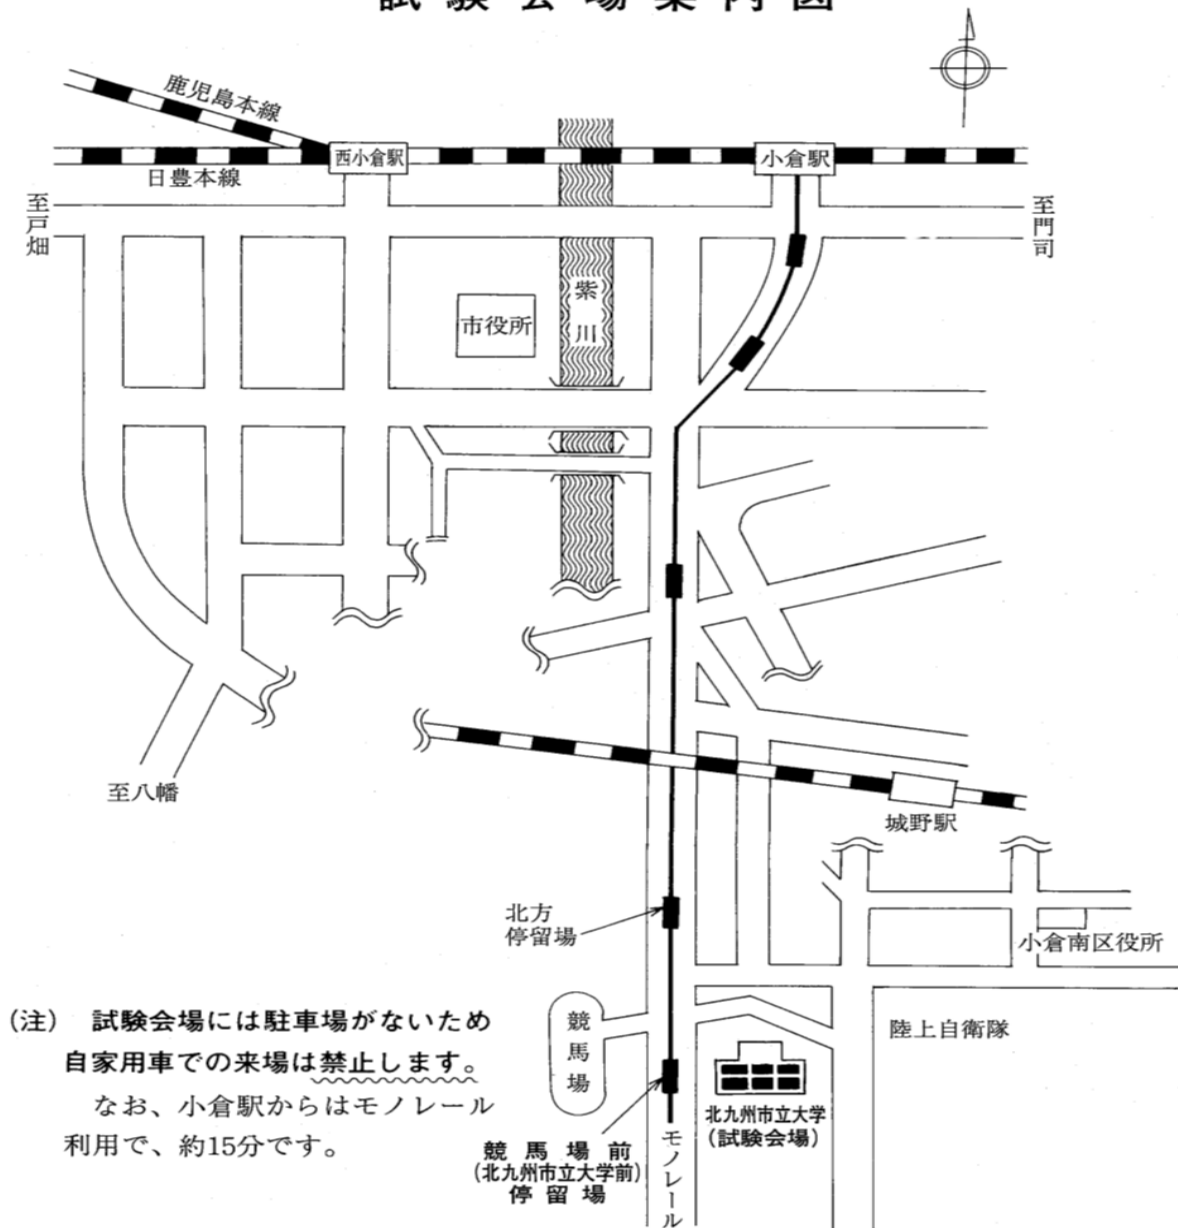 試験会場案内図
鹿児島本線
西小倉駅
小倉駅
日豊本線
至戸畑
至門司
紫川
市役所
至八幡
城野駅
北方
停留場
小倉南区役所
(注) 試験会場には駐車場がないため
自家用車での来場は禁止します。
なお、小倉駅からはモノレール
利用で、約15分です。
競馬場
陸上自衛隊
北九州市立大学
(試験会場)
競馬場前
(北九州市立大学前)
停留場
モノレール